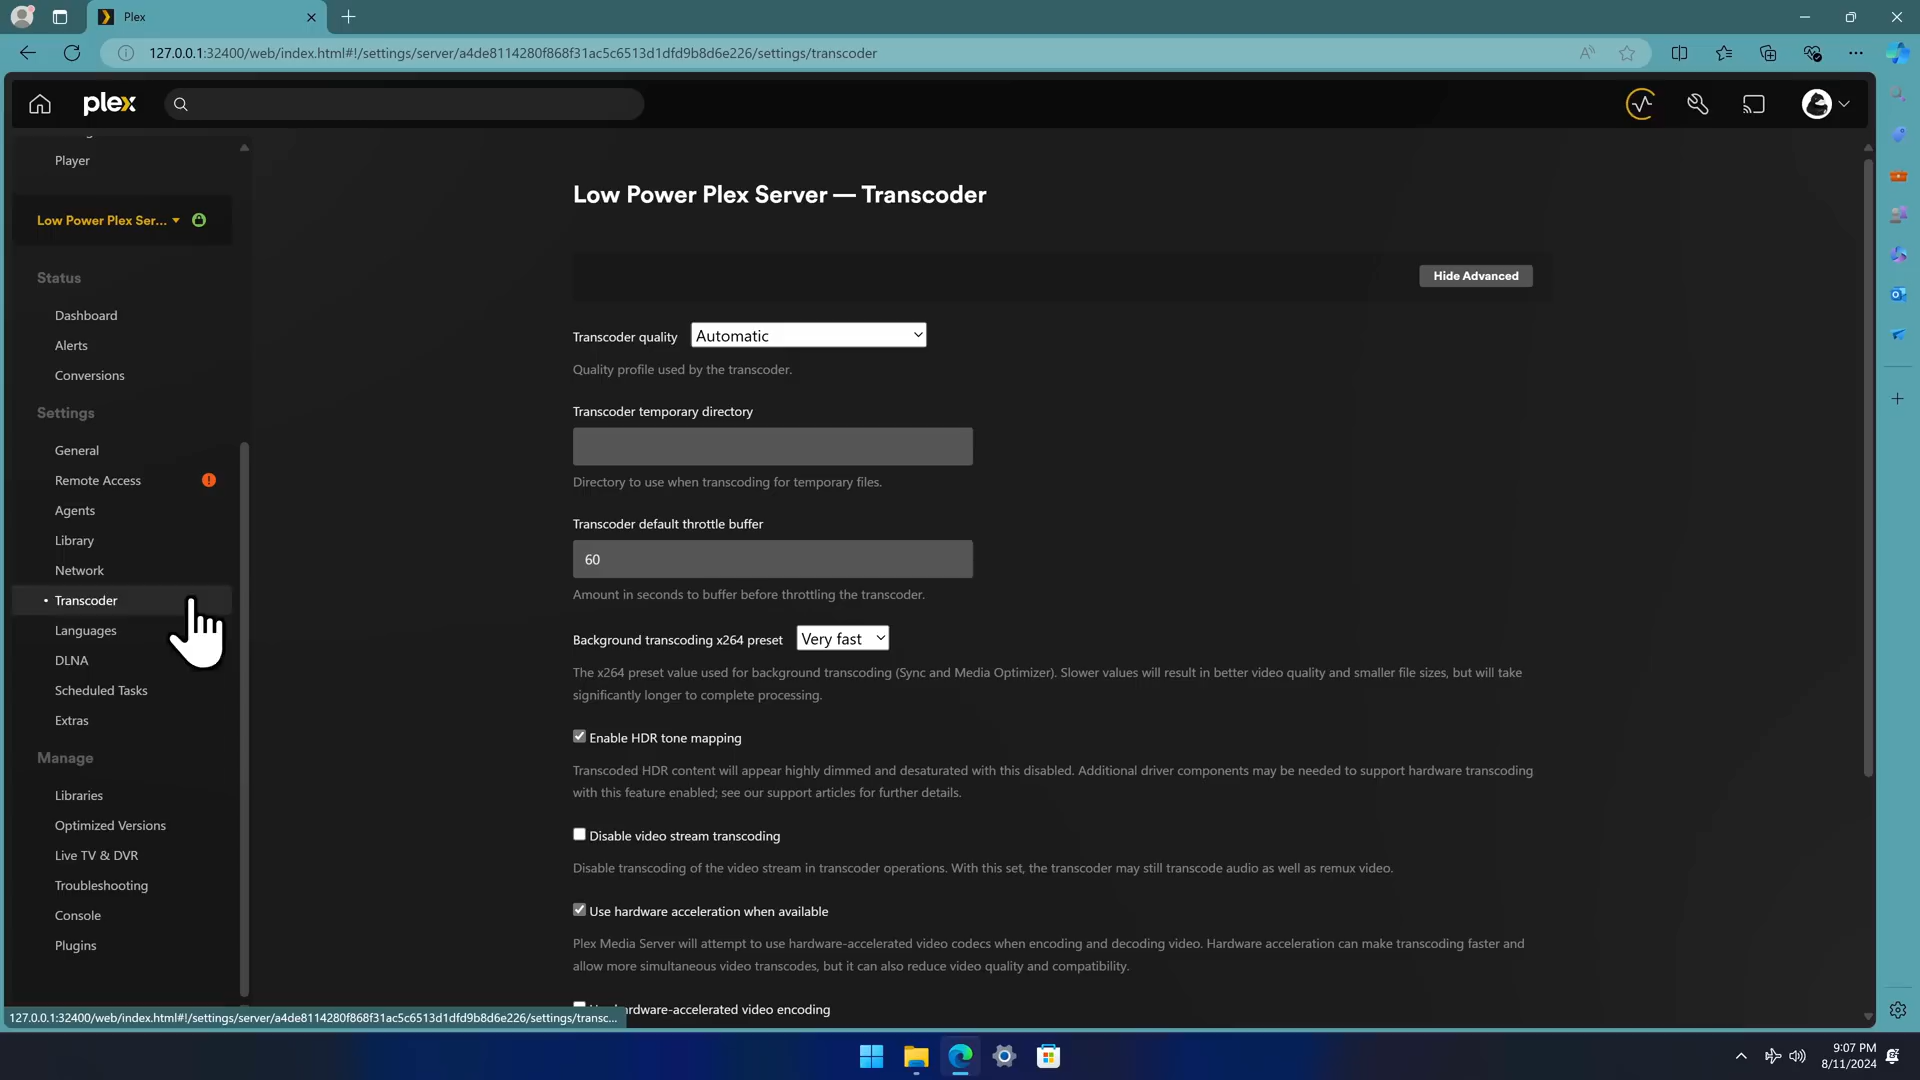 Plex
127.0.0.1:32400/web/index.html#!/settings/server/a4de8114280f868f31ac5c6513d1dfd9b8d6e226/settings/transcoder
plex
Player
Low Power Plex Ser...
Status
Dashboard
Alerts
Conversions
Settings
General
Remote Access
Agents
Library
Network
Transcoder
Languages
DLNA
Scheduled Tasks
Extras
Manage
Libraries
Optimized Versions
Live TV & DVR
Troubleshooting
Console
Plugins
Low Power Plex Server — Transcoder
Hide Advanced
Transcoder quality Automatic
Quality profile used by the transcoder.
Transcoder temporary directory
Directory to use when transcoding for temporary files.
Transcoder default throttle buffer
60
Amount in seconds to buffer before throttling the transcoder.
Background transcoding x264 preset Very fast
The x264 preset value used for background transcoding (Sync and Media Optimizer). Slower values will result in better video quality and smaller file sizes, but will take
significantly longer to complete processing.
Enable HDR tone mapping
Transcoded HDR content will appear highly dimmed and desaturated with this disabled. Additional driver components may be needed to support hardware transcoding
with this feature enabled; see our support articles for further details.
Disable video stream transcoding
Disable transcoding of the video stream in transcoder operations. With this set, the transcoder may still transcode audio as well as remux video.
Use hardware acceleration when available
Plex Media Server will attempt to use hardware-accelerated video codecs when encoding and decoding video. Hardware acceleration can make transcoding faster and
allow more simultaneous video transcodes, but it can also reduce video quality and compatibility.
rdware-accelerated video encoding
127.0.0.1:32400/web/index.html#!/settings/server/a4de8114280f868f31ac5c6513d1dfd9b8d6e226/settings/transc...
9:07 PM
8/11/2024